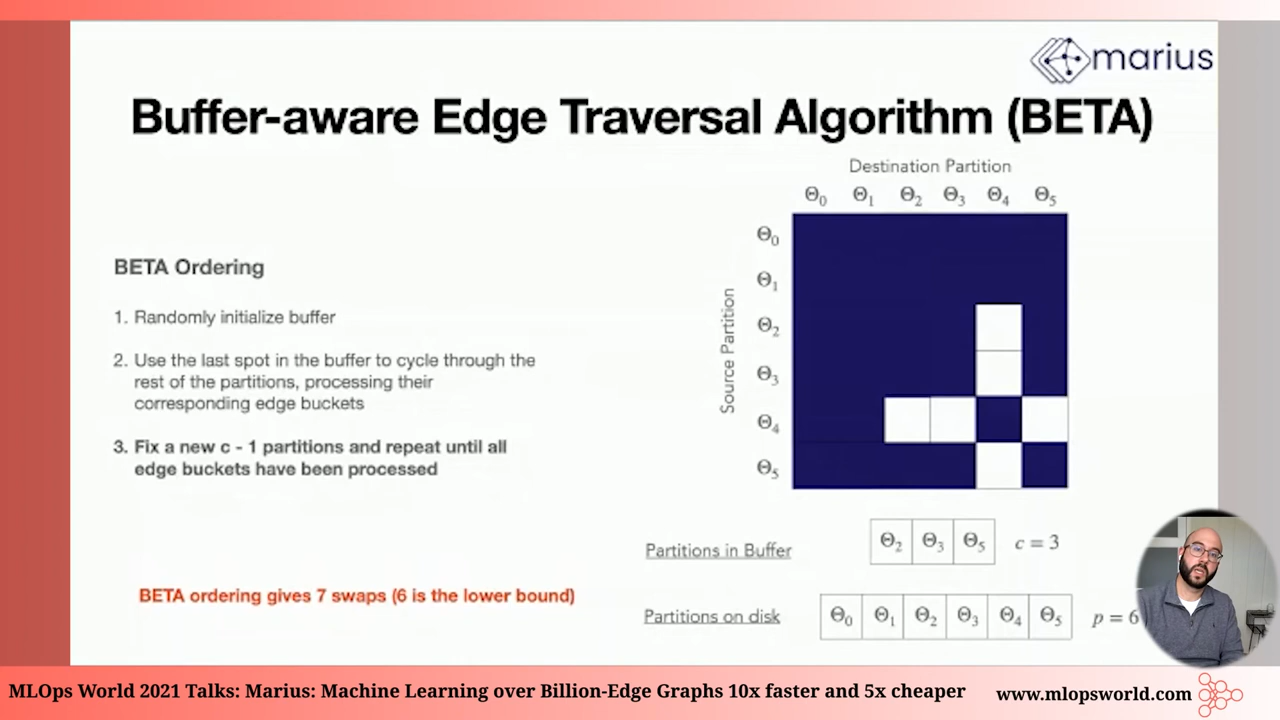 marius
Buffer-aware Edge Traversal Algorithm (BETA)
Destination Partition
Θ0 Θ1 Θ2 Θ3 Θ4 Θ5
Source Partition
Θ0
Θ1
Θ2
Θ3
Θ4
Θ5
BETA Ordering
1. Randomly initialize buffer
2. Use the last spot in the buffer to cycle through the
rest of the partitions, processing their
corresponding edge buckets
3. Fix a new c - 1 partitions and repeat until all
edge buckets have been processed
BETA ordering gives 7 swaps (6 is the lower bound)
Partitions in Buffer
Θ2 Θ3 Θ5 c = 3
Partitions on disk
Θ0 Θ1 Θ2 Θ3 Θ4 Θ5 p = 6
MLOps World 2021 Talks: Marius: Machine Learning over Billion-Edge Graphs 10x faster and 5x cheaper
www.mlopsworld.com